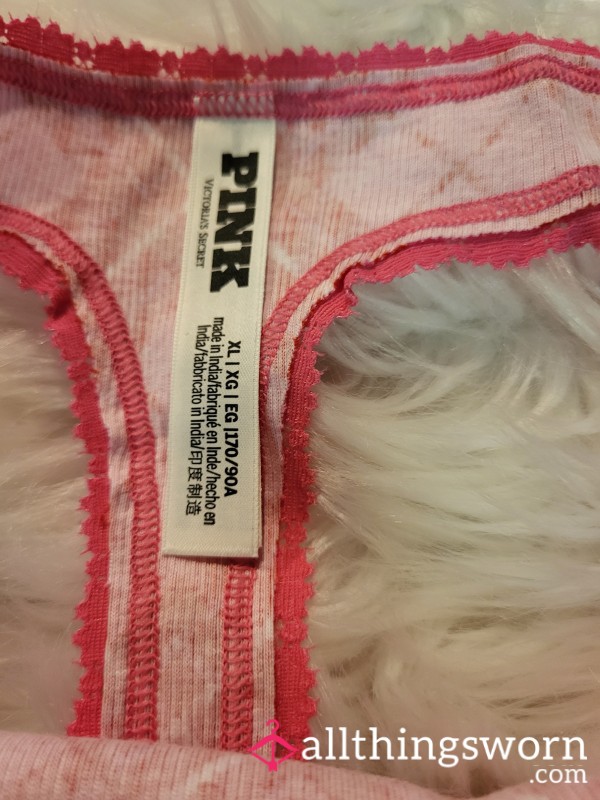 PINK
VICTORIA'S SECRET
XL | XG | EG |170/90A
made in India/fabriqué en Inde/hecho en
India/fabbricato in India/印度制造
allthingsworn
.com